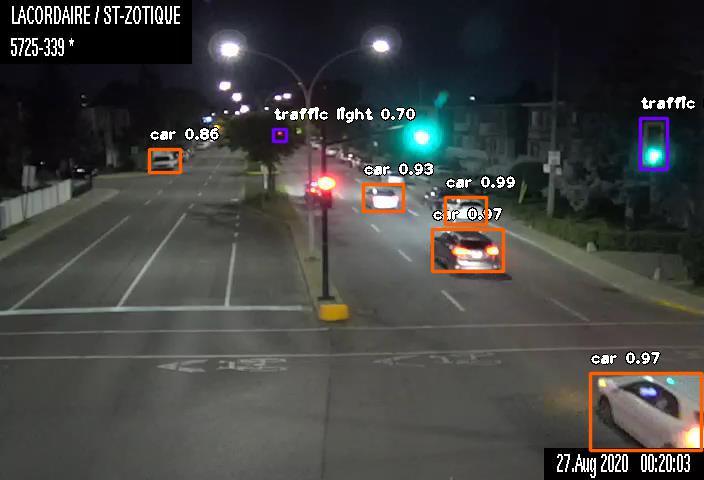 LACORDAIRE / ST-ZOTIQUE
5725-339 *
traffic light 0.70
traffic
car 0.86
car 0.93
car 0.99
car 0.97
car 0.97
27.Aug 2020 00:20:03